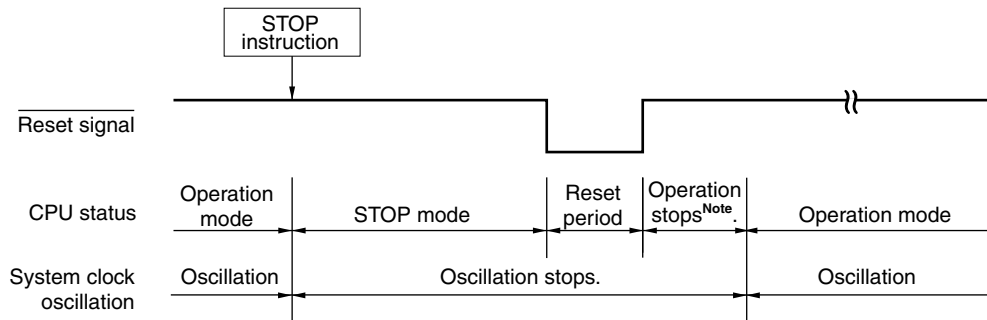 STOP
instruction
Reset signal
CPU status
Operation
mode
STOP mode
Reset
period
Operation
stopsNote.
Operation mode
System clock
oscillation
Oscillation
Oscillation stops.
Oscillation